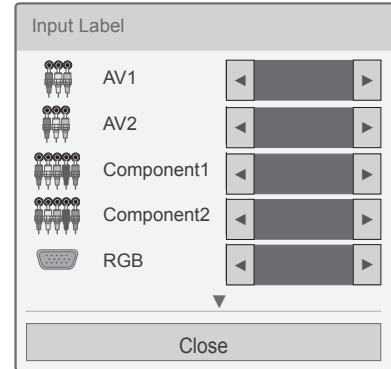 Input Label
AV1
AV2
Component1
Component2
RGB
Close